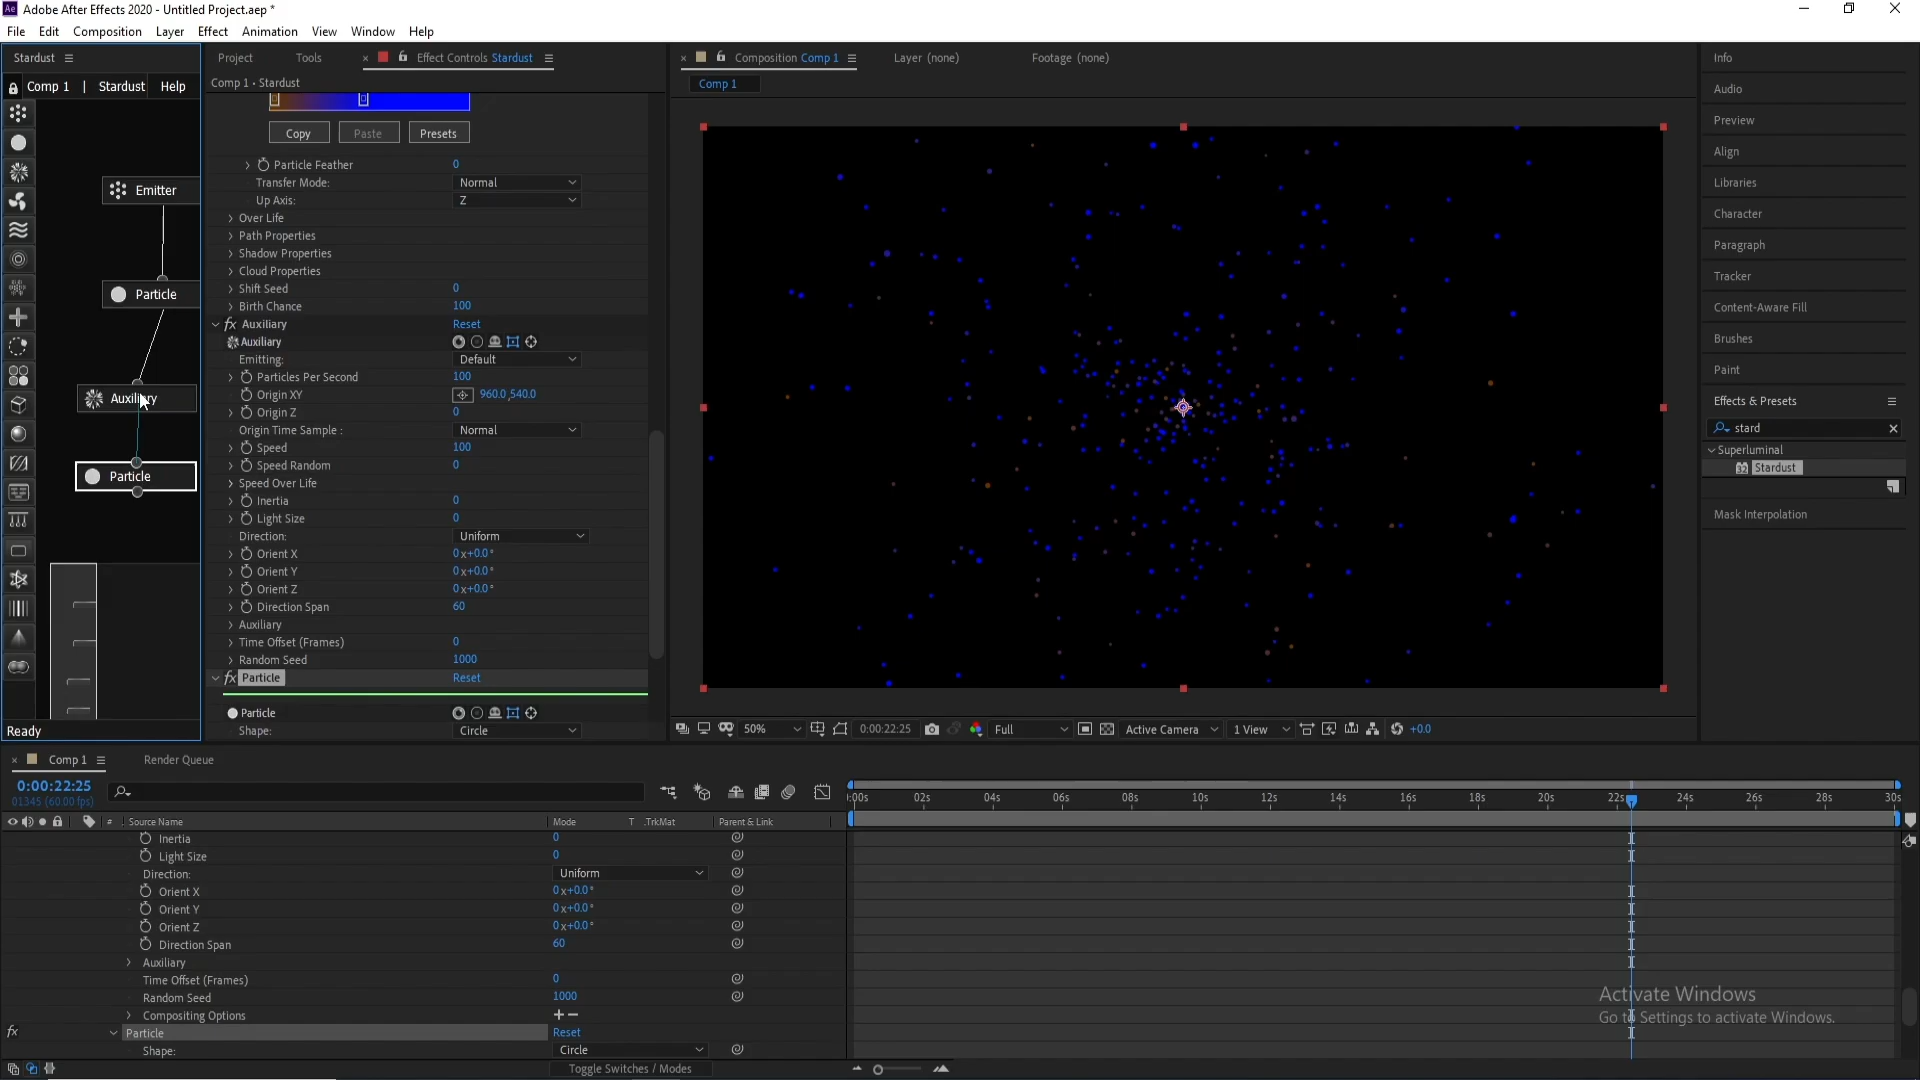 Adobe After Effects 2020 - Untitled Project.aep *
File Edit Composition Layer Effect Animation View Window Help
Stardust
Comp 1 | Stardust Help
Emitter
Particle
Auxiliary
Particle
Ready
Project Tools × Effect Controls Stardust
Comp 1 • Stardust
Copy Paste Presets
Particle Feather 0
Transfer Mode: Normal
Up Axis: Z
Over Life
Path Properties
Shadow Properties
Cloud Properties
Shift Seed 0
Birth Chance 100
fx Auxiliary Reset
Auxiliary
Emitting: Default
Particles Per Second 100
Origin XY 960.0,540.0
Origin Z 0
Origin Time Sample : Normal
Speed 100
Speed Random 0
Speed Over Life
Inertia 0
Light Size 0
Direction: Uniform
Orient X 0x+0.0°
Orient Y 0x+0.0°
Orient Z 0x+0.0°
Direction Span 60
Auxiliary
Time Offset (Frames) 0
Random Seed 1000
fx Particle Reset
Particle
Shape: Circle
× Composition Comp 1 Layer (none) Footage (none)
Comp 1
50% 0:00:22:25 Full Active Camera 1 View +0.0
Info
Audio
Preview
Align
Libraries
Character
Paragraph
Tracker
Content-Aware Fill
Brushes
Paint
Effects & Presets
stard
Superluminal
32 Stardust
Mask Interpolation
× Comp 1 Render Queue
0:00:22:25
01345 (60.00 fps)
:00s 02s 04s 06s 08s 10s 12s 14s 16s 18s 20s 22s 24s 26s 28s 30s
# Source Name Mode T .TrkMat Parent & Link
Inertia 0
Light Size 0
Direction: Uniform
Orient X 0x+0.0°
Orient Y 0x+0.0°
Orient Z 0x+0.0°
Direction Span 60
Auxiliary
Time Offset (Frames) 0
Random Seed 1000
Compositing Options + −
fx Particle Reset
Shape: Circle
Toggle Switches / Modes
Activate Windows
Go to Settings to activate Windows.